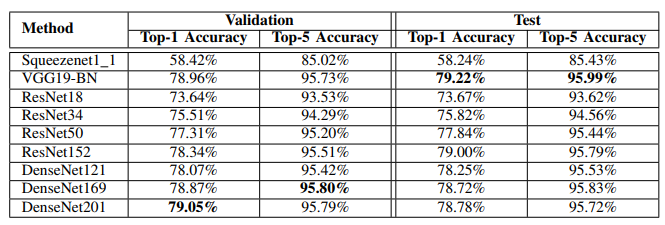 Method Validation Test
Top-1 Accuracy Top-5 Accuracy Top-1 Accuracy Top-5 Accuracy
Squeezenet1_1 58.42% 85.02% 58.24% 85.43%
VGG19-BN 78.96% 95.73% 79.22% 95.99%
ResNet18 73.64% 93.53% 73.67% 93.62%
ResNet34 75.51% 94.29% 75.82% 94.56%
ResNet50 77.31% 95.20% 77.84% 95.44%
ResNet152 78.34% 95.51% 79.00% 95.79%
DenseNet121 78.07% 95.42% 78.25% 95.53%
DenseNet169 78.87% 95.80% 78.72% 95.83%
DenseNet201 79.05% 95.79% 78.78% 95.72%